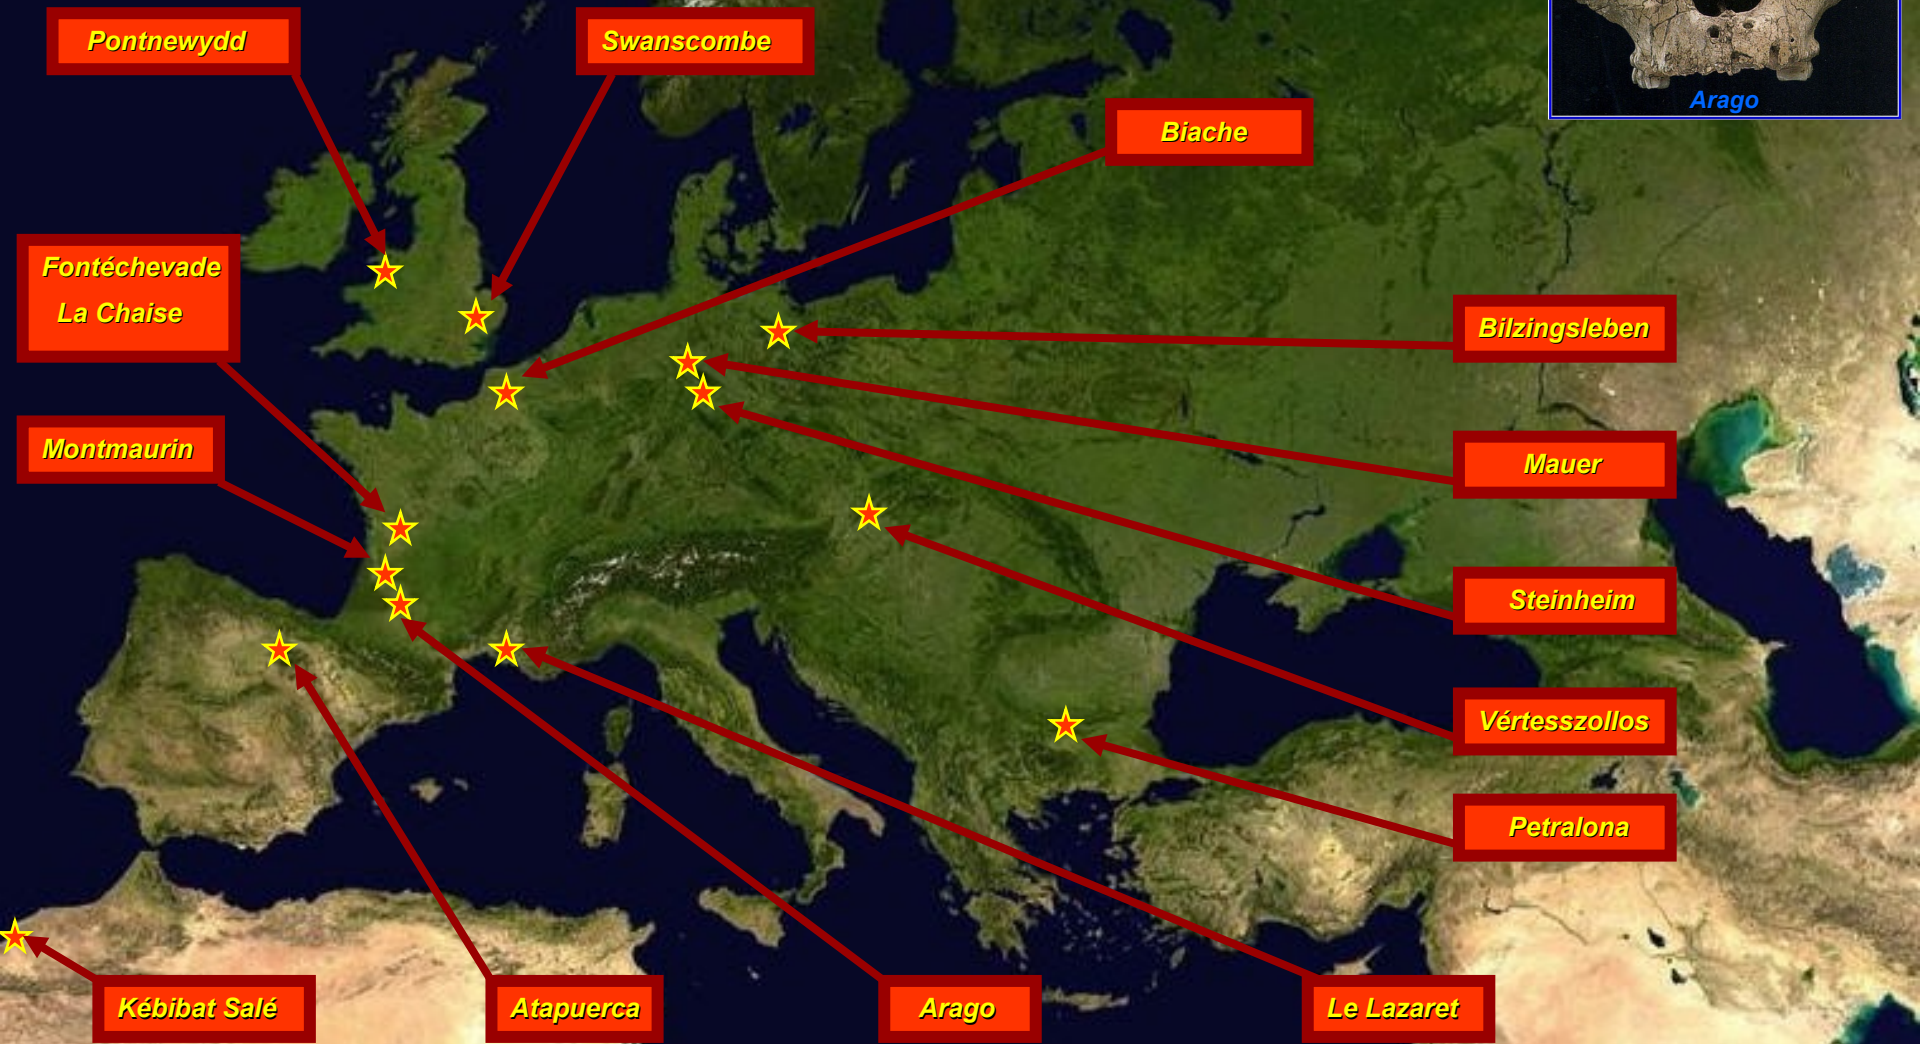 Pontnewydd
Swanscombe
Arago
Biache
Fontéchevade
La Chaise
Bilzingsleben
Montmaurin
Mauer
Steinheim
Vértesszollos
Petralona
Kébibat Salé
Atapuerca
Arago
Le Lazaret